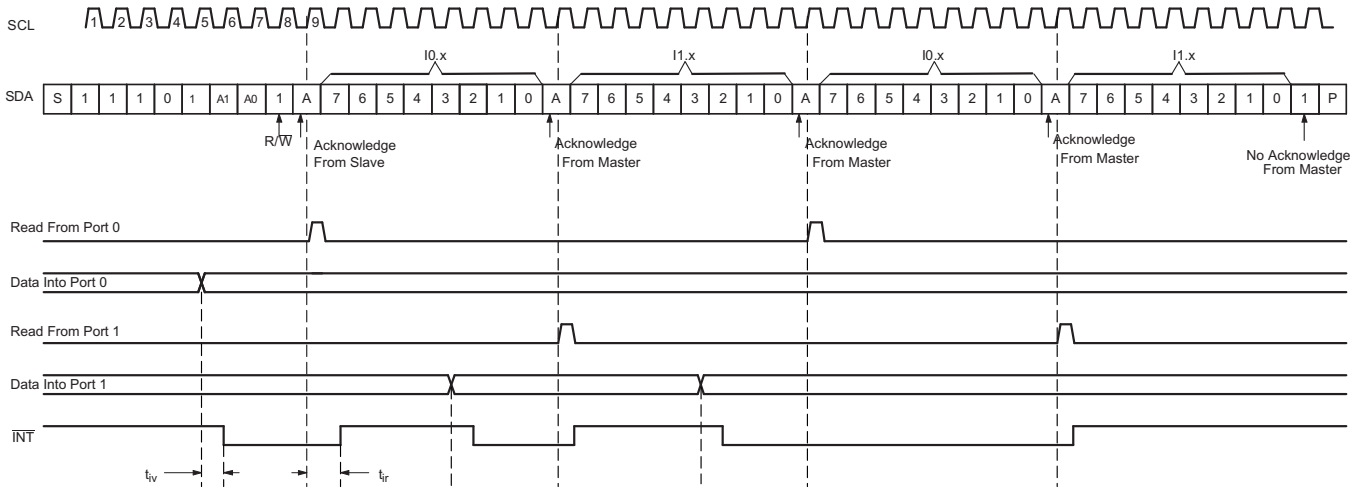 SCL
1 2 3 4 5 6 7 8 9
I0.x I1.x I0.x I1.x
SDA S 1 1 1 0 1 A1 A0 1 A 7 6 5 4 3 2 1 0 A 7 6 5 4 3 2 1 0 A 7 6 5 4 3 2 1 0 A 7 6 5 4 3 2 1 0 1 P
R/W̅
Acknowledge
From Slave
Acknowledge
From Master
Acknowledge
From Master
Acknowledge
From Master
No Acknowledge
From Master
Read From Port 0
Data Into Port 0
Read From Port 1
Data Into Port 1
I̅N̅T̅
tiv tir